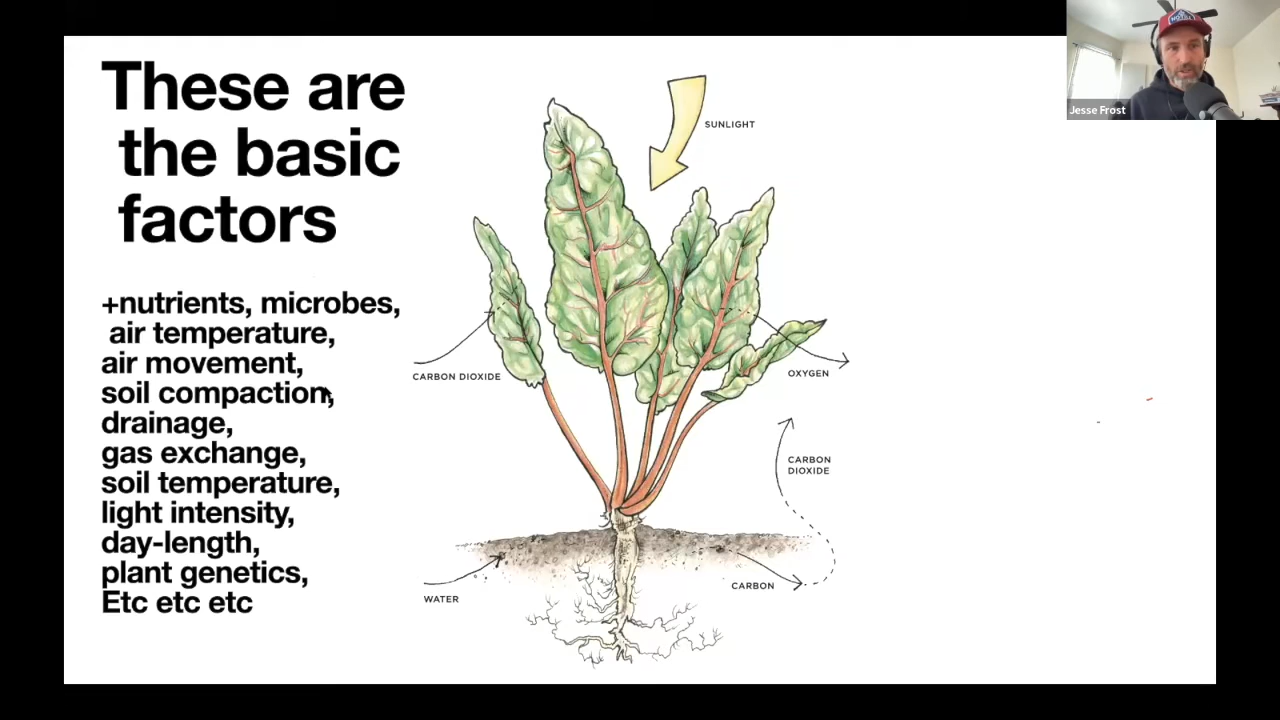 These are
the basic
factors
+nutrients, microbes,
air temperature,
air movement,
soil compaction,
drainage,
gas exchange,
soil temperature,
light intensity,
day-length,
plant genetics,
Etc etc etc
SUNLIGHT
CARBON DIOXIDE
OXYGEN
CARBON
DIOXIDE
CARBON
WATER
Jesse Frost